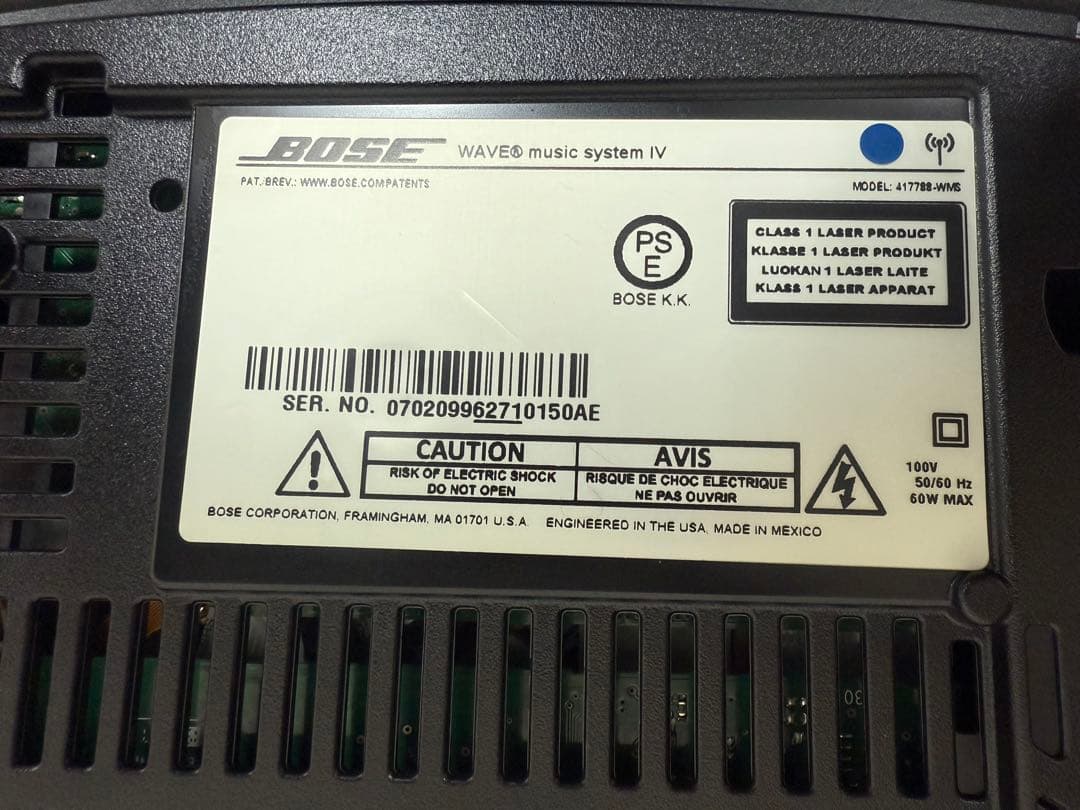 BOSE WAVE® music system IV
PAT./BREV.: WWW.BOSE.COM/PATENTS
MODEL: 417788-WMS
PS
E
BOSE K.K.
CLASS 1 LASER PRODUCT
KLASSE 1 LASER PRODUKT
LUOKAN 1 LASER LAITE
KLASS 1 LASER APPARAT
SER. NO. 070209962710150AE
CAUTION
RISK OF ELECTRIC SHOCK
DO NOT OPEN
AVIS
RISQUE DE CHOC ELECTRIQUE
NE PAS OUVRIR
100V
50/60 Hz
60W MAX
BOSE CORPORATION, FRAMINGHAM, MA 01701 U.S.A. ENGINEERED IN THE USA, MADE IN MEXICO
30